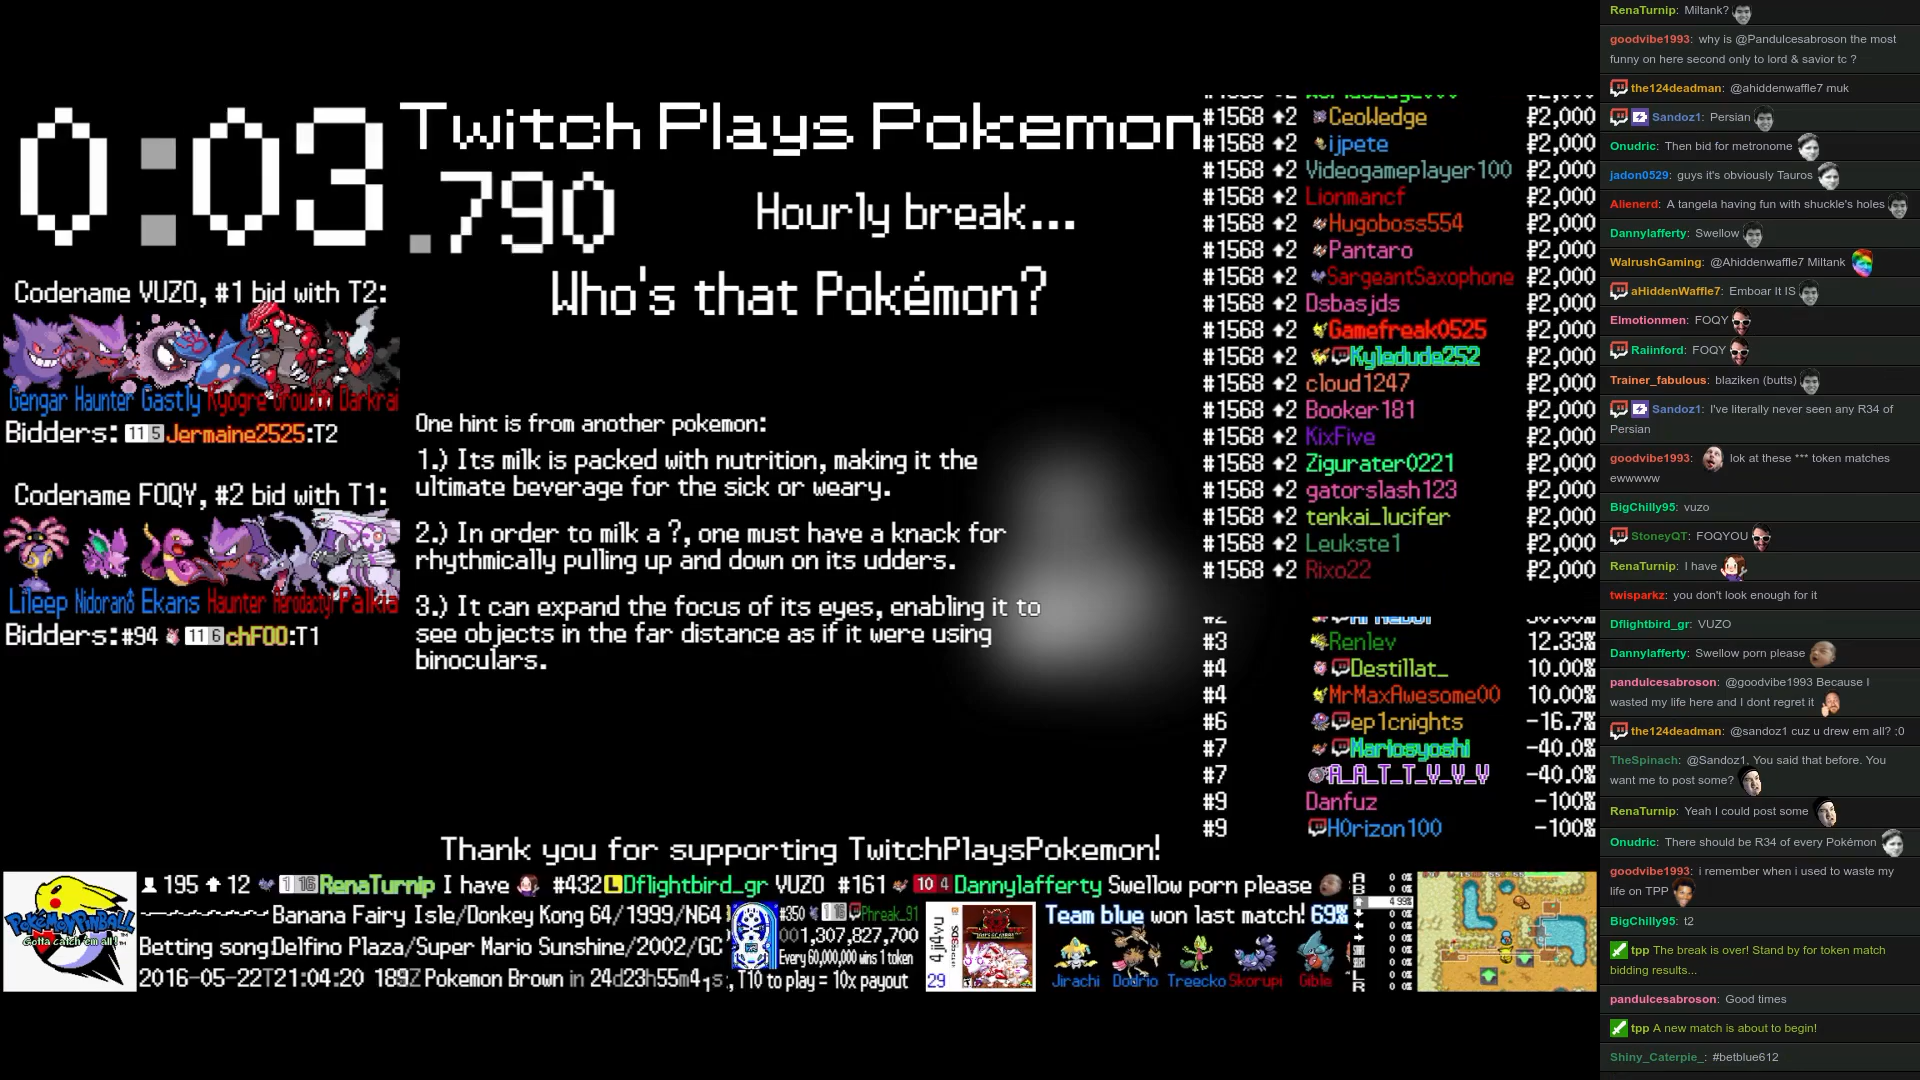 0:03.790
Twitch Plays Pokemon
Hourly break...
Who's that Pokémon?
Codename VUZO, #1 bid with T2:
Gengar Haunter Gastly Kyogre Groudon Darkrai
Bidders: 11 5 Jermaine2525:T2
Codename FOQY, #2 bid with T1:
Lileep Nidoran♂ Ekans Haunter Aerodactyl Palkia
Bidders:#94 11 6 chFOO:T1
One hint is from another pokemon:
1.) Its milk is packed with nutrition, making it the
ultimate beverage for the sick or weary.
2.) In order to milk a ?, one must have a knack for
rhythmically pulling up and down on its udders.
3.) It can expand the focus of its eyes, enabling it to
see objects in the far distance as if it were using
binoculars.
#1568 ↑2 CeoWedge ₽2,000
#1568 ↑2 ijpete ₽2,000
#1568 ↑2 Videogameplayer100 ₽2,000
#1568 ↑2 Lionmancf ₽2,000
#1568 ↑2 Hugoboss554 ₽2,000
#1568 ↑2 Pantaro ₽2,000
#1568 ↑2 SargeantSaxophone ₽2,000
#1568 ↑2 Dsbasjds ₽2,000
#1568 ↑2 Gamefreak0525 ₽2,000
#1568 ↑2 Kyledude252 ₽2,000
#1568 ↑2 cloud1247 ₽2,000
#1568 ↑2 Booker181 ₽2,000
#1568 ↑2 KixFive ₽2,000
#1568 ↑2 Zigurater0221 ₽2,000
#1568 ↑2 gatorslash123 ₽2,000
#1568 ↑2 tenkai_lucifer ₽2,000
#1568 ↑2 Leukste1 ₽2,000
#1568 ↑2 Rixo22 ₽2,000
#3 Renlev 12.33%
#4 Destillat_ 10.00%
#4 MrMaxAwesome00 10.00%
#6 ep1cnights -16.7%
#7 Mariosyoshi -40.0%
#7 A_A_T_T_V_V_V -40.0%
#9 Danfuz -100%
#9 H0rizon100 -100%
Thank you for supporting TwitchPlaysPokemon!
195 ↑ 12 1 16 RenaTurnip I have #432 L Dflightbird_gr VUZO #161 10 4 Dannylafferty Swellow porn please
POKéMON PINBALL
Gotta catch 'em all!
Banana Fairy Isle/Donkey Kong 64/1999/N64
Betting song:Delfino Plaza/Super Mario Sunshine/2002/GC
2016-05-22T21:04:20 189Z Pokemon Brown in 24d23h55m41s
#350 1 16 Phreak_91
001,307,827,700
Every 60,000,000 wins 1 token
, T10 to play = 10x payout
29
Team blue won last match! 69%
Jirachi Dodrio Treecko Skorupi Gible
RenaTurnip: Miltank?
goodvibe1993: why is @Pandulcesabroson the most
funny on here second only to lord & savior tc ?
the124deadman: @ahiddenwaffle7 muk
Sandoz1: Persian
Onudric: Then bid for metronome
jadon0529: guys it's obviously Tauros
Alienerd: A tangela having fun with shuckle's holes
Dannylafferty: Swellow
WalrushGaming: @Ahiddenwaffle7 Miltank
aHiddenWaffle7: Emboar It IS
Elmotionmen: FOQY
Raiinford: FOQY
Trainer_fabulous: blaziken (butts)
Sandoz1: I've literally never seen any R34 of
Persian
goodvibe1993: lok at these *** token matches
ewwwww
BigChilly95: vuzo
StoneyQT: FOQYOU
RenaTurnip: I have
twisparkz: you don't look enough for it
Dflightbird_gr: VUZO
Dannylafferty: Swellow porn please
pandulcesabroson: @goodvibe1993 Because I
wasted my life here and I dont regret it
the124deadman: @sandoz1 cuz u drew em all? ;0
TheSpinach: @Sandoz1, You said that before. You
want me to post some?
RenaTurnip: Yeah I could post some
Onudric: There should be R34 of every Pokémon
goodvibe1993: i remember when i used to waste my
life on TPP
BigChilly95: t2
tpp The break is over! Stand by for token match
bidding results...
pandulcesabroson: Good times
tpp A new match is about to begin!
Shiny_Caterpie_: #betblue612